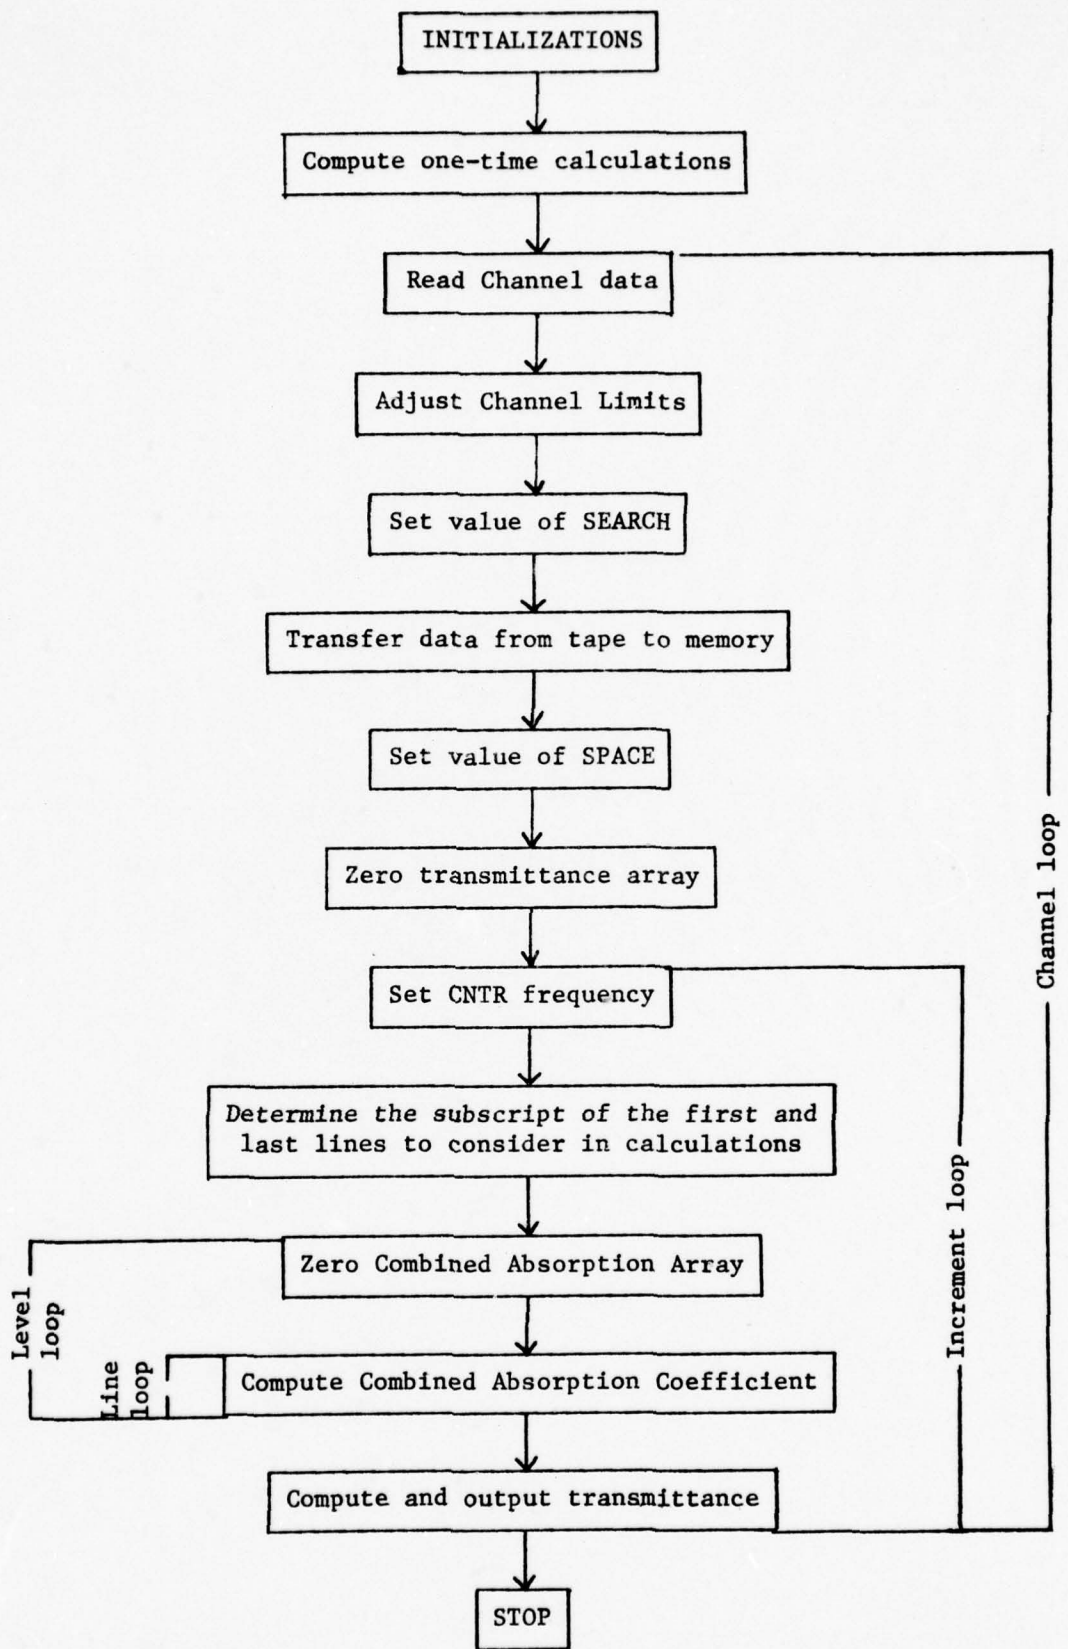 INITIALIZATIONS
Compute one-time calculations
Read Channel data
Adjust Channel Limits
Set value of SEARCH
Transfer data from tape to memory
Set value of SPACE
Zero transmittance array
Channel loop
Set CNTR frequency
Determine the subscript of the first and
last lines to consider in calculations
Increment loop
Zero Combined Absorption Array
Level
loop
Line
loop
Compute Combined Absorption Coefficient
Compute and output transmittance
STOP